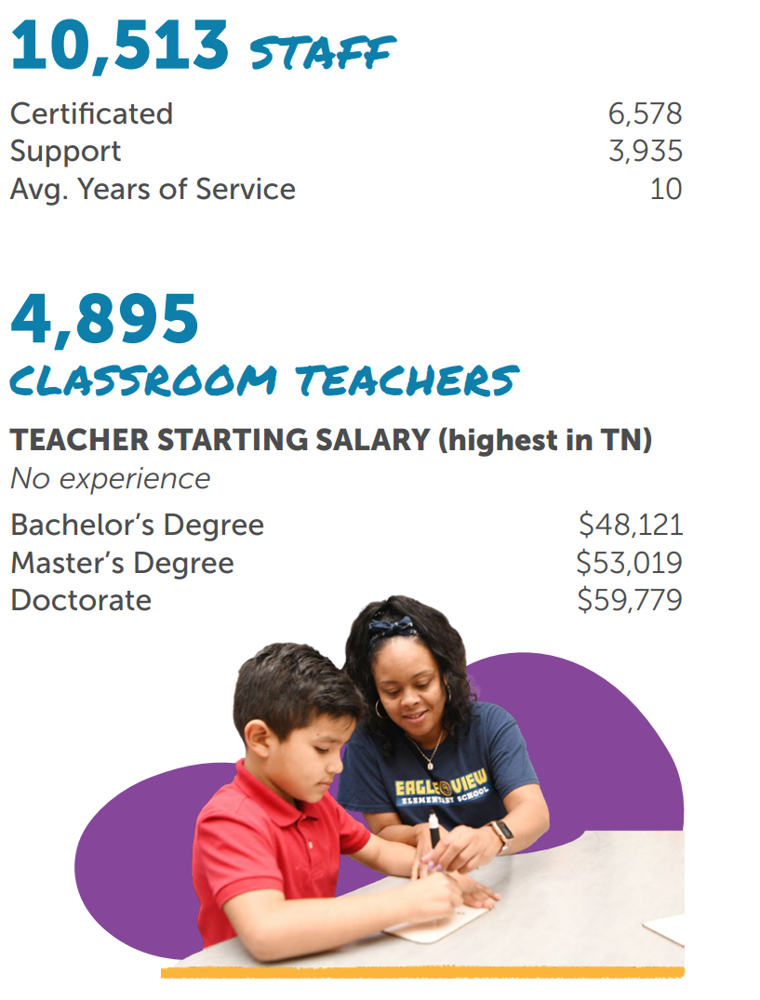 10,513 STAFF
Certificated 6,578
Support 3,935
Avg. Years of Service 10
4,895
CLASSROOM TEACHERS
TEACHER STARTING SALARY (highest in TN)
No experience
Bachelor’s Degree $48,121
Master’s Degree $53,019
Doctorate $59,779
EAGLE VIEW
ELEMENTARY SCHOOL